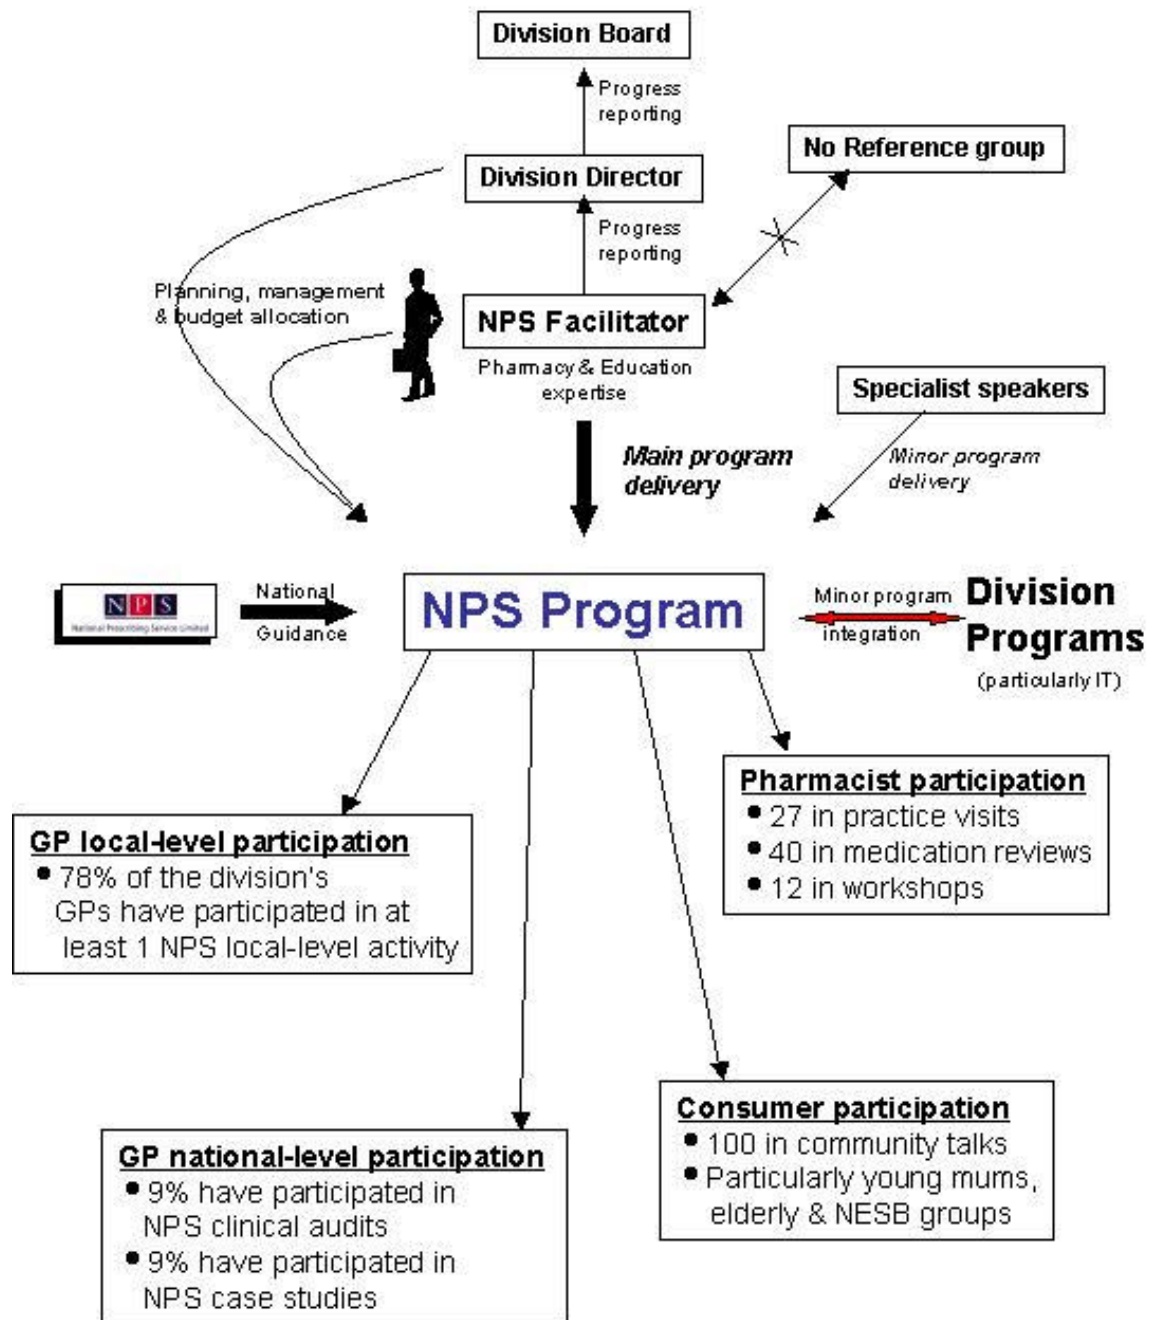 Division Board
Progress
reporting
No Reference group
Division Director
Progress
reporting
Planning, management
& budget allocation
NPS Facilitator
Pharmacy & Education
expertise
Specialist speakers
Main program
delivery
Minor program
delivery
NPS
National Prescribing Service Limited
National
Guidance
NPS Program
Minor program
integration
Division
Programs
(particularly IT)
Pharmacist participation
• 27 in practice visits
• 40 in medication reviews
• 12 in workshops
GP local-level participation
• 78% of the division's
GPs have participated in at
least 1 NPS local-level activity
Consumer participation
• 100 in community talks
• Particularly young mums,
elderly & NESB groups
GP national-level participation
• 9% have participated in
NPS clinical audits
• 9% have participated in
NPS case studies